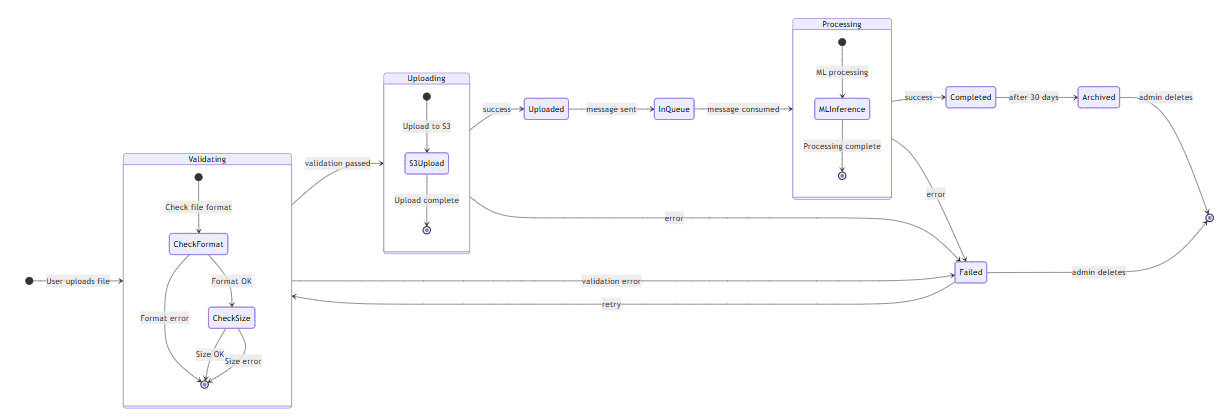 User uploads file
Validating
Check file format
CheckFormat
Format OK
Format error
CheckSize
Size OK
Size error
validation passed
Uploading
Upload to S3
S3Upload
Upload complete
success
Uploaded
message sent
InQueue
message consumed
Processing
ML processing
MLInference
Processing complete
success
Completed
after 30 days
Archived
admin deletes
error
error
Failed
admin deletes
validation error
retry